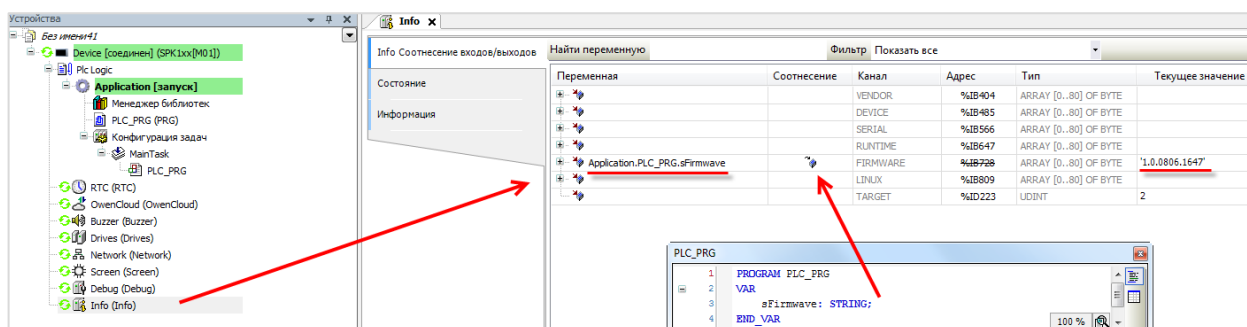 Устройства
Без имени41
Device [соединен] (SPK1xx[M01])
Plc Logic
Application [запуск]
Менеджер библиотек
PLC_PRG (PRG)
Конфигурация задач
MainTask
PLC_PRG
RTC (RTC)
OwenCloud (OwenCloud)
Buzzer (Buzzer)
Drives (Drives)
Network (Network)
Screen (Screen)
Debug (Debug)
Info (Info)
Info
Info Соотнесение входов/выходов
Состояние
Информация
Найти переменную Фильтр Показать все
Переменная Соотнесение Канал Адрес Тип Текущее значение
VENDOR %IB404 ARRAY [0..80] OF BYTE
DEVICE %IB485 ARRAY [0..80] OF BYTE
SERIAL %IB566 ARRAY [0..80] OF BYTE
RUNTIME %IB647 ARRAY [0..80] OF BYTE
Application.PLC_PRG.sFirmwave FIRMWARE %IB728 ARRAY [0..80] OF BYTE '1.0.0806.1647'
LINUX %IB809 ARRAY [0..80] OF BYTE
TARGET %ID223 UDINT 2
PLC_PRG
1 PROGRAM PLC_PRG
2 VAR
3 sFirmwave: STRING;
4 END_VAR
100 %